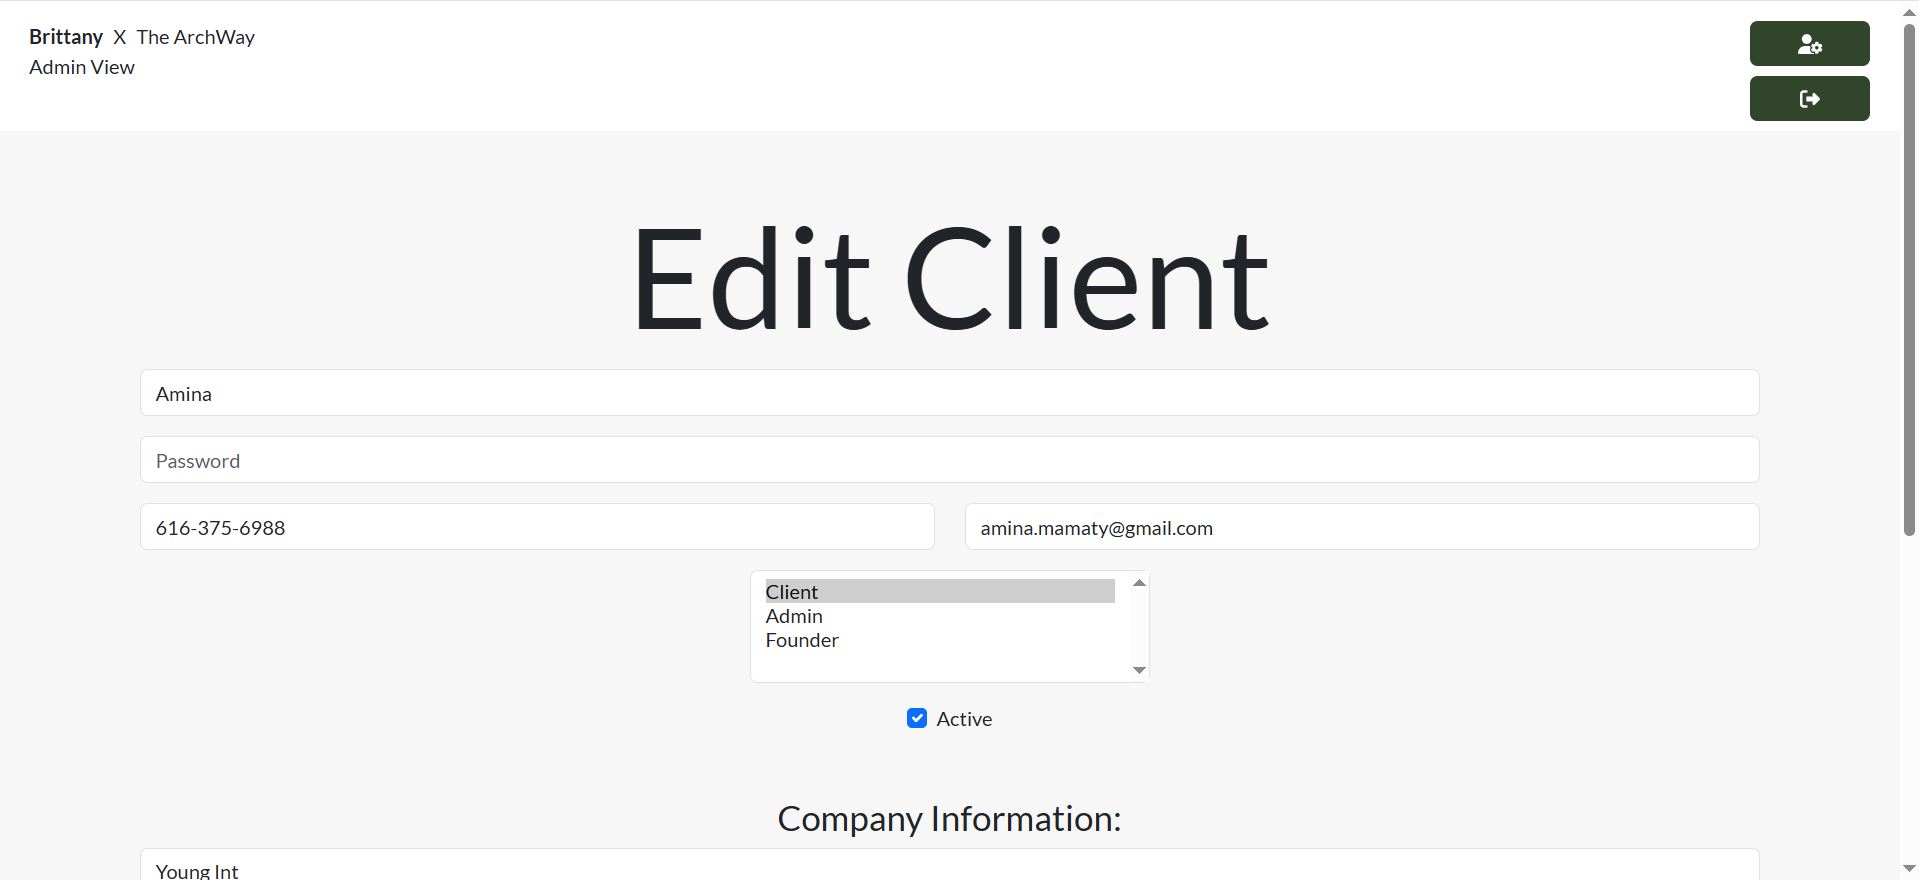 Brittany X The ArchWay
Admin View
Edit Client
Amina
Password
616-375-6988
amina.mamaty@gmail.com
Client
Admin
Founder
Active
Company Information:
Young Int